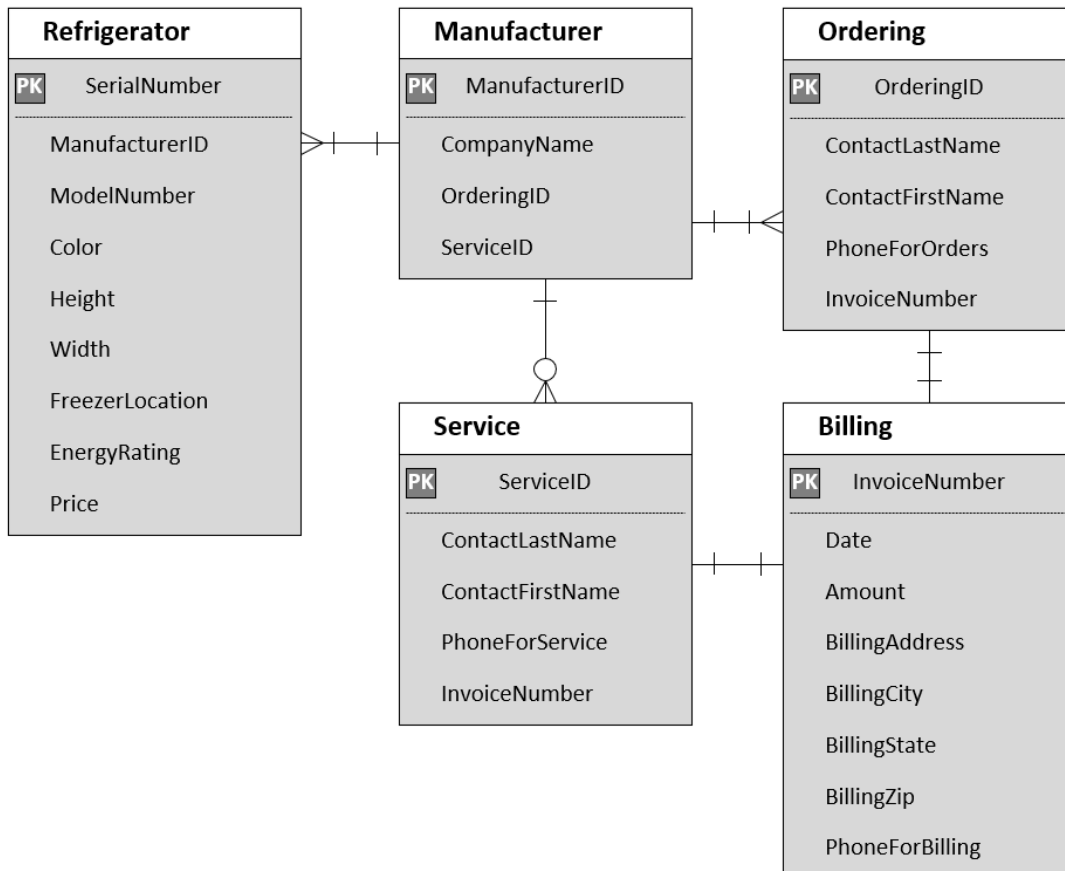 Refrigerator
PK SerialNumber
ManufacturerID
ModelNumber
Color
Height
Width
FreezerLocation
EnergyRating
Price
Manufacturer
PK ManufacturerID
CompanyName
OrderingID
ServiceID
Ordering
PK OrderingID
ContactLastName
ContactFirstName
PhoneForOrders
InvoiceNumber
Service
PK ServiceID
ContactLastName
ContactFirstName
PhoneForService
InvoiceNumber
Billing
PK InvoiceNumber
Date
Amount
BillingAddress
BillingCity
BillingState
BillingZip
PhoneForBilling